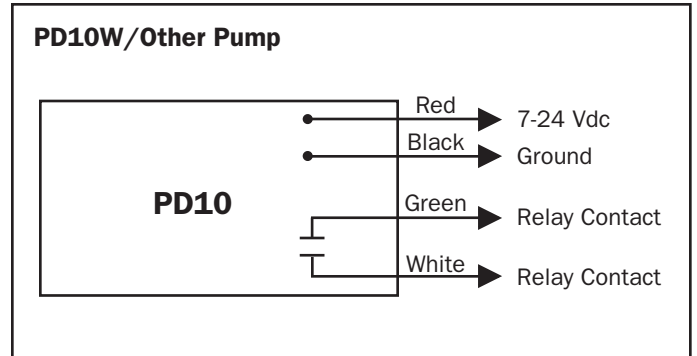 PD10W/Other Pump
Red 7-24 Vdc
Black Ground
PD10
Green Relay Contact
White Relay Contact